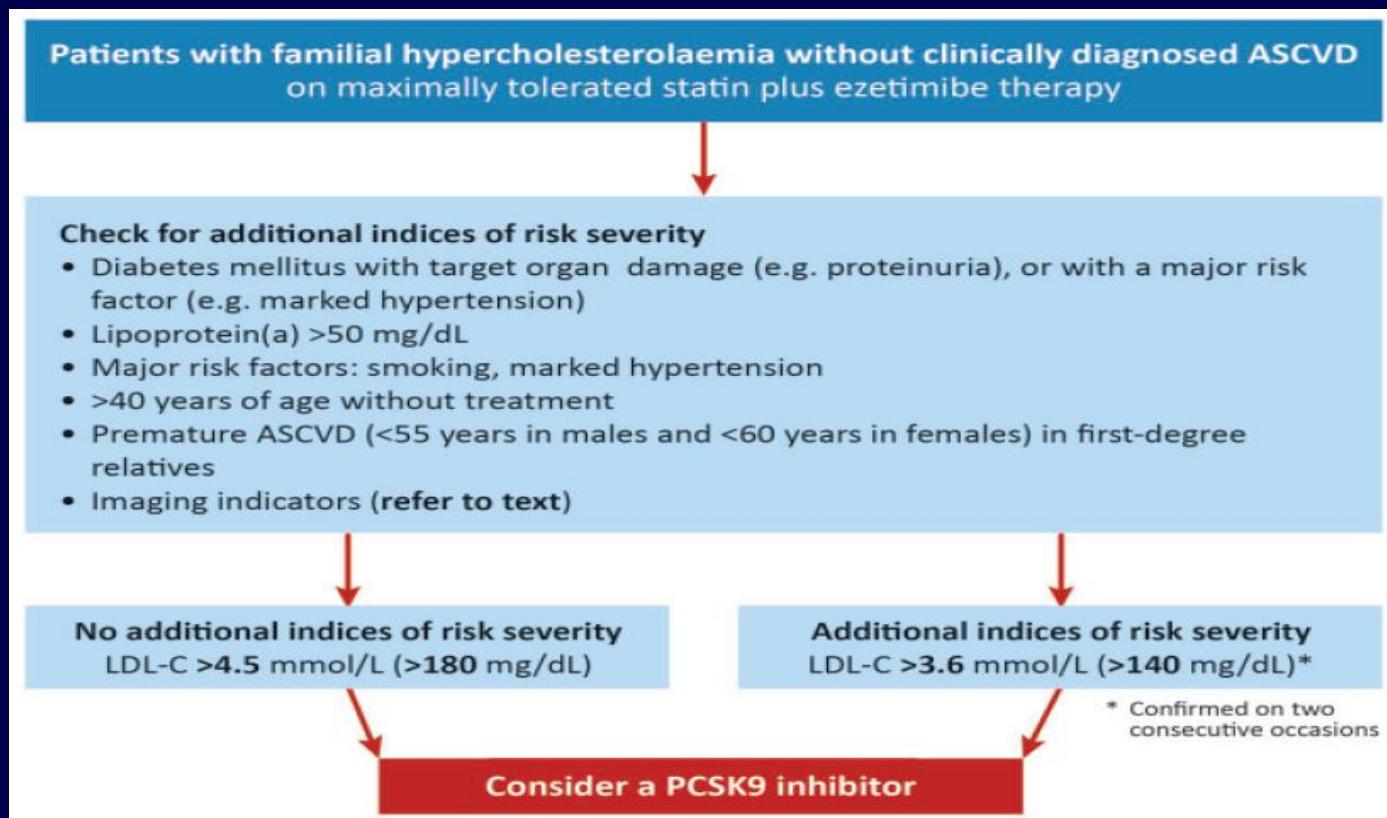 Patients with familial hypercholesterolaemia without clinically diagnosed ASCVD
on maximally tolerated statin plus ezetimibe therapy
Check for additional indices of risk severity
• Diabetes mellitus with target organ damage (e.g. proteinuria), or with a major risk
factor (e.g. marked hypertension)
• Lipoprotein(a) >50 mg/dL
• Major risk factors: smoking, marked hypertension
• >40 years of age without treatment
• Premature ASCVD (<55 years in males and <60 years in females) in first-degree
relatives
• Imaging indicators (refer to text)
No additional indices of risk severity
LDL-C >4.5 mmol/L (>180 mg/dL)
Additional indices of risk severity
LDL-C >3.6 mmol/L (>140 mg/dL)*
* Confirmed on two
consecutive occasions
Consider a PCSK9 inhibitor